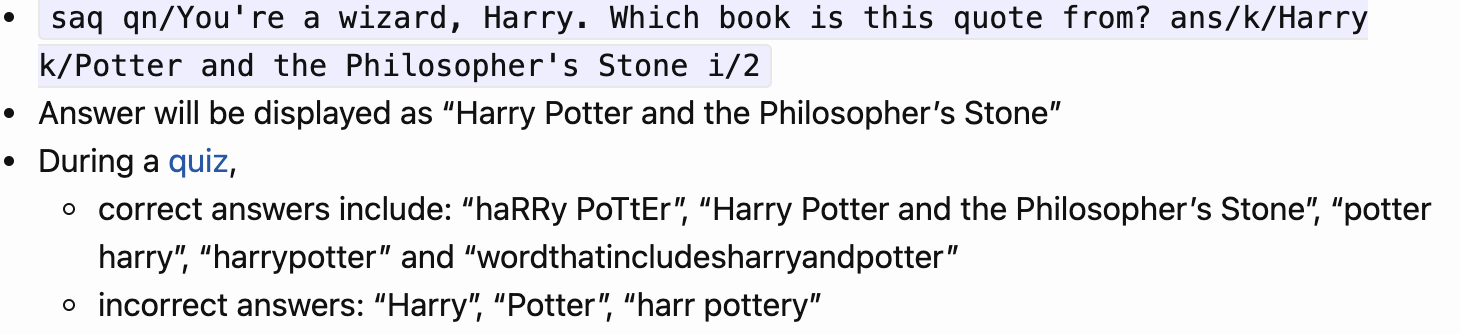 saq qn/You're a wizard, Harry. Which book is this quote from? ans/k/Harry
k/Potter and the Philosopher's Stone i/2
Answer will be displayed as “Harry Potter and the Philosopher’s Stone”
During a quiz,
correct answers include: “haRRy PoTtEr”, “Harry Potter and the Philosopher’s Stone”, “potter
harry”, “harrypotter” and “wordthatincludesharryandpotter”
incorrect answers: “Harry”, “Potter”, “harr pottery”